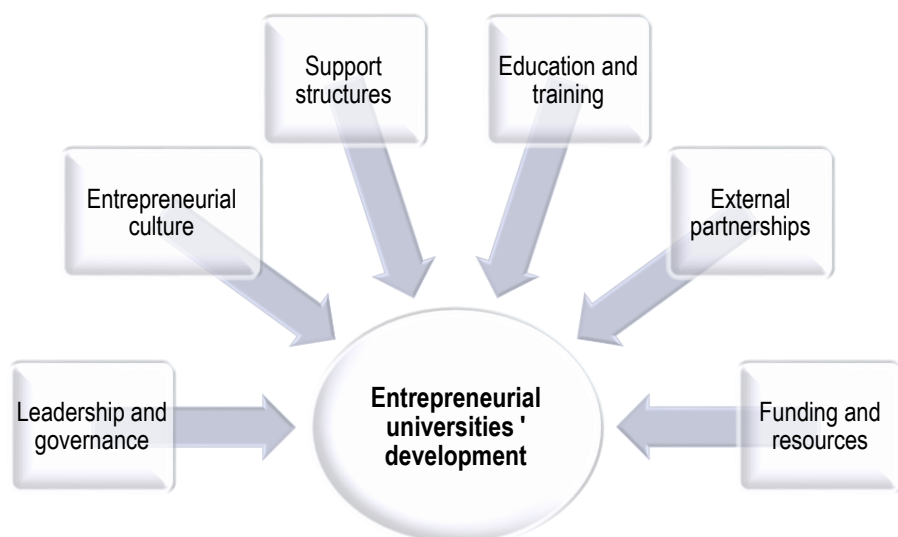 Support
structures
Education and
training
Entrepreneurial
culture
External
partnerships
Leadership and
governance
Entrepreneurial
universities '
development
Funding and
resources